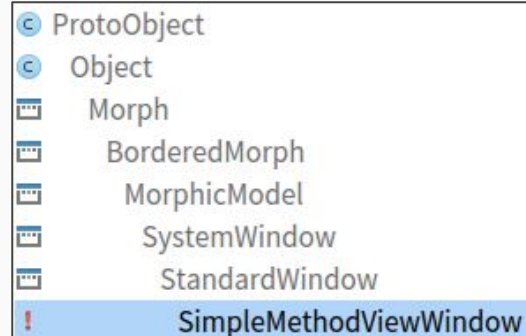 ProtoObject
Object
Morph
BorderedMorph
MorphicModel
SystemWindow
StandardWindow
SimpleMethodViewWindow